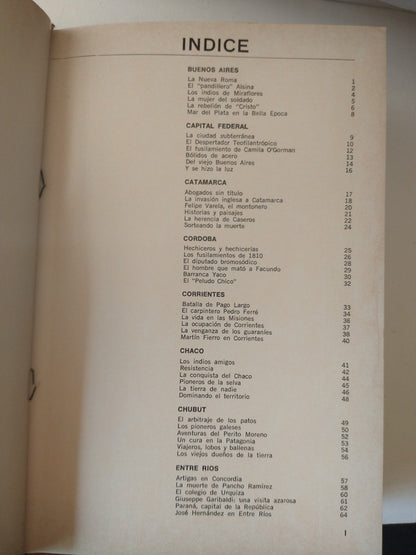 INDICE
BUENOS AIRES
La Nueva Roma 1
El "pandillero" Alsina 2
Los indios de Miraflores 4
La mujer del soldado 5
La rebelión de "Cristo" 6
Mar del Plata en la Bella Epoca 8
CAPITAL FEDERAL
La ciudad subterránea 9
El Despertador Teofilantrópico 10
El fusilamiento de Camila O'Gorman 12
Bólidos de acero 13
Del viejo Buenos Aires 14
Y se hizo la luz 16
CATAMARCA
Abogados sin título 17
La invasión inglesa a Catamarca 18
Felipe Varela, el montonero 20
Historias y paisajes 21
La herencia de Caseros 22
Sorteando la muerte 24
CORDOBA
Hechiceros y hechicerías 25
Los fusilamientos de 1810 26
El diputado bromosódico 28
El hombre que mató a Facundo 29
Barranca Yaco 30
El "Peludo Chico" 32
CORRIENTES
Batalla de Pago Largo 33
El carpintero Pedro Ferré 34
La vida en las Misiones 36
La ocupación de Corrientes 37
La venganza de los guaraníes 38
Martín Fierro en Corrientes 40
CHACO
Los indios amigos 41
Resistencia 42
La conquista del Chaco 44
Pioneros de la selva 45
La tierra de nadie 46
Dominando el territorio 48
CHUBUT
El arbitraje de los patos 49
Los pioneros galeses 50
Aventuras del Perito Moreno 52
Un cura en la Patagonia 53
Viajeros, lobos y ballenas 54
Los viejos dueños de la tierra 56
ENTRE RIOS
Artigas en Concordia 57
La muerte de Pancho Ramírez 58
El colegio de Urquiza 60
Giuseppe Garibaldi: una visita azarosa 61
Paraná, capital de la República 62
José Hernández en Entre Ríos 64
I